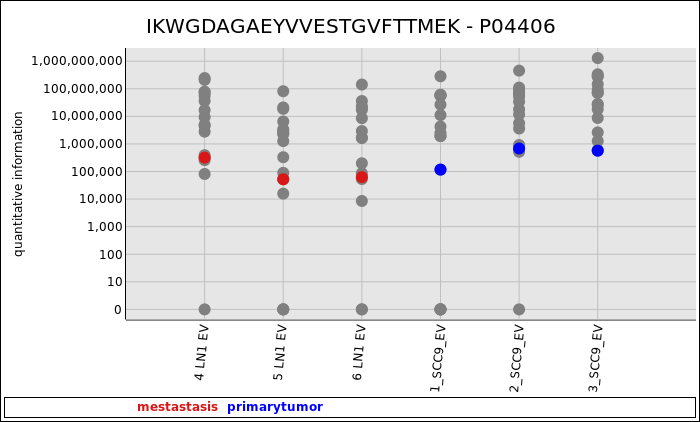 IKWGDAGAEYVVESTGVFTTMEK - P04406
quantitative information
1,000,000,000
100,000,000
10,000,000
1,000,000
100,000
10,000
1,000
100
10
0
4 LN1 EV
5 LN1 EV
6 LN1 EV
1_SCC9_EV
2_SCC9_EV
3_SCC9_EV
mestastasis primarytumor